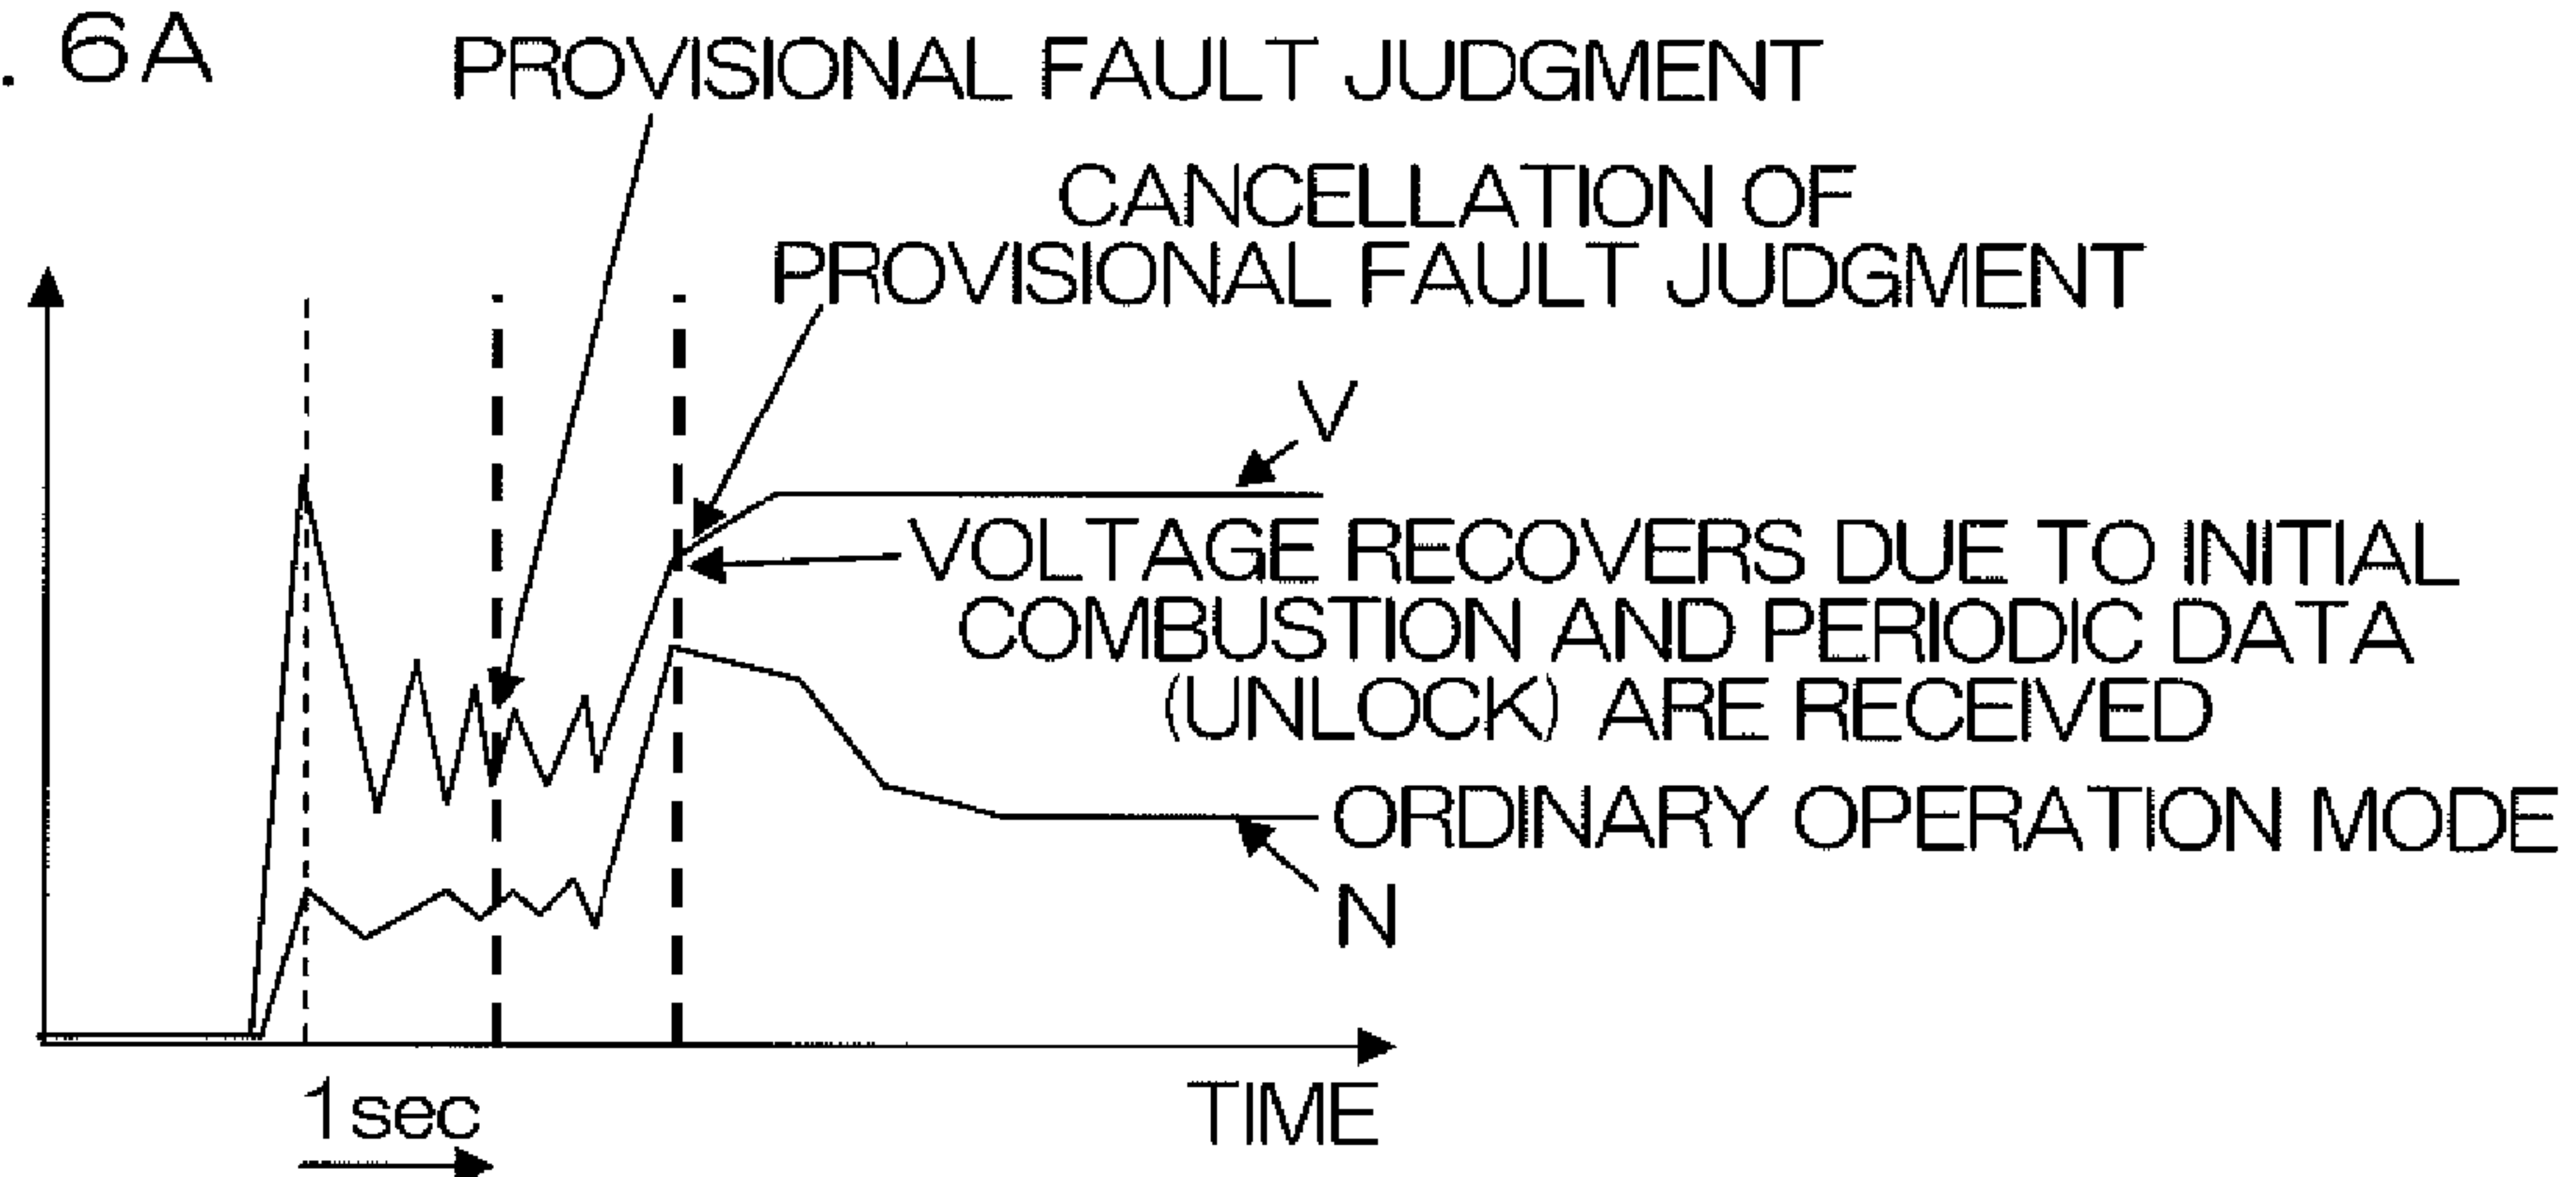 . 6A
PROVISIONAL FAULT JUDGMENT
CANCELLATION OF
PROVISIONAL FAULT JUDGMENT
V
VOLTAGE RECOVERS DUE TO INITIAL
COMBUSTION AND PERIODIC DATA
(UNLOCK) ARE RECEIVED
ORDINARY OPERATION MODE
N
1sec
TIME